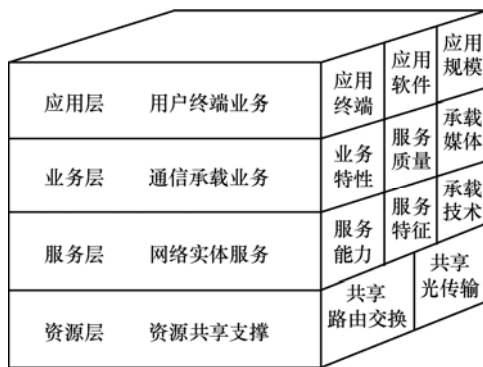 应用层 用户终端业务
应用
终端
应用
软件
应用
规模
业务层 通信承载业务
业务
特性
服务
质量
承载
媒体
服务层 网络实体服务
服务
能力
服务
特征
承载
技术
资源层 资源共享支撑
共享
路由交换
共享
光传输